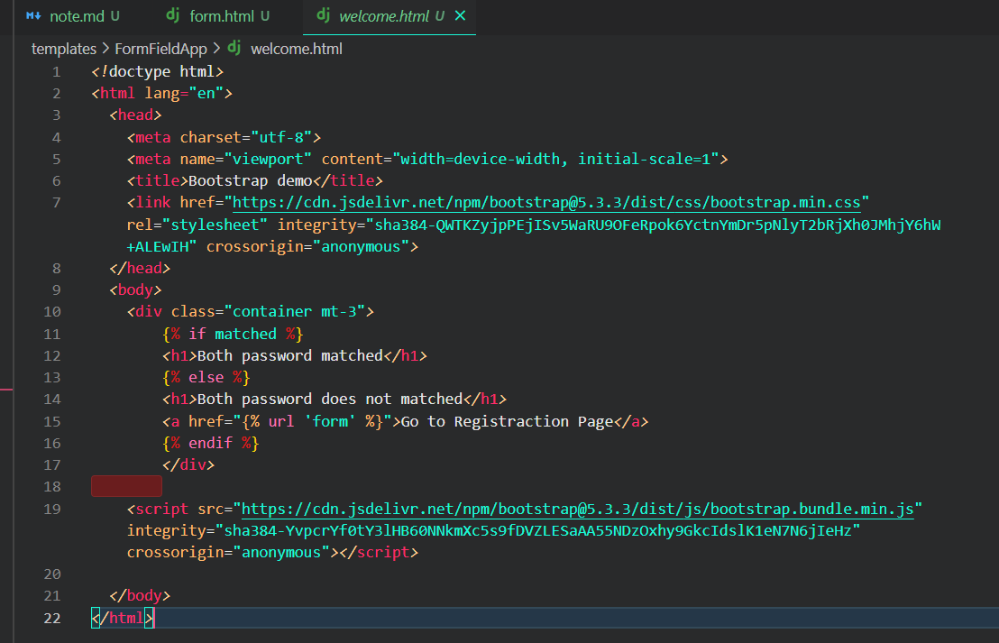 note.md U
form.html U
welcome.html U
templates > FormFieldApp > welcome.html
1 <!doctype html>
2 <html lang="en">
3 <head>
4 <meta charset="utf-8">
5 <meta name="viewport" content="width=device-width, initial-scale=1">
6 <title>Bootstrap demo</title>
7 <link href="https://cdn.jsdelivr.net/npm/bootstrap@5.3.3/dist/css/bootstrap.min.css"
rel="stylesheet" integrity="sha384-QWTKZyjpPEjISv5WaRU9OFeRpok6YctnYmDr5pNlyT2bRjXh0JMhjY6hW
+ALEwIH" crossorigin="anonymous">
8 </head>
9 <body>
10 <div class="container mt-3">
11 {% if matched %}
12 <h1>Both password matched</h1>
13 {% else %}
14 <h1>Both password does not matched</h1>
15 <a href="{% url 'form' %}">Go to Registraction Page</a>
16 {% endif %}
17 </div>
18
19 <script src="https://cdn.jsdelivr.net/npm/bootstrap@5.3.3/dist/js/bootstrap.bundle.min.js"
integrity="sha384-YvpcrYf0tY3lHB60NNkmXc5s9fDVZLESaAA55NDzOxhy9GkcIdslK1eN7N6jIeHz"
crossorigin="anonymous"></script>
20
21 </body>
22 </html>